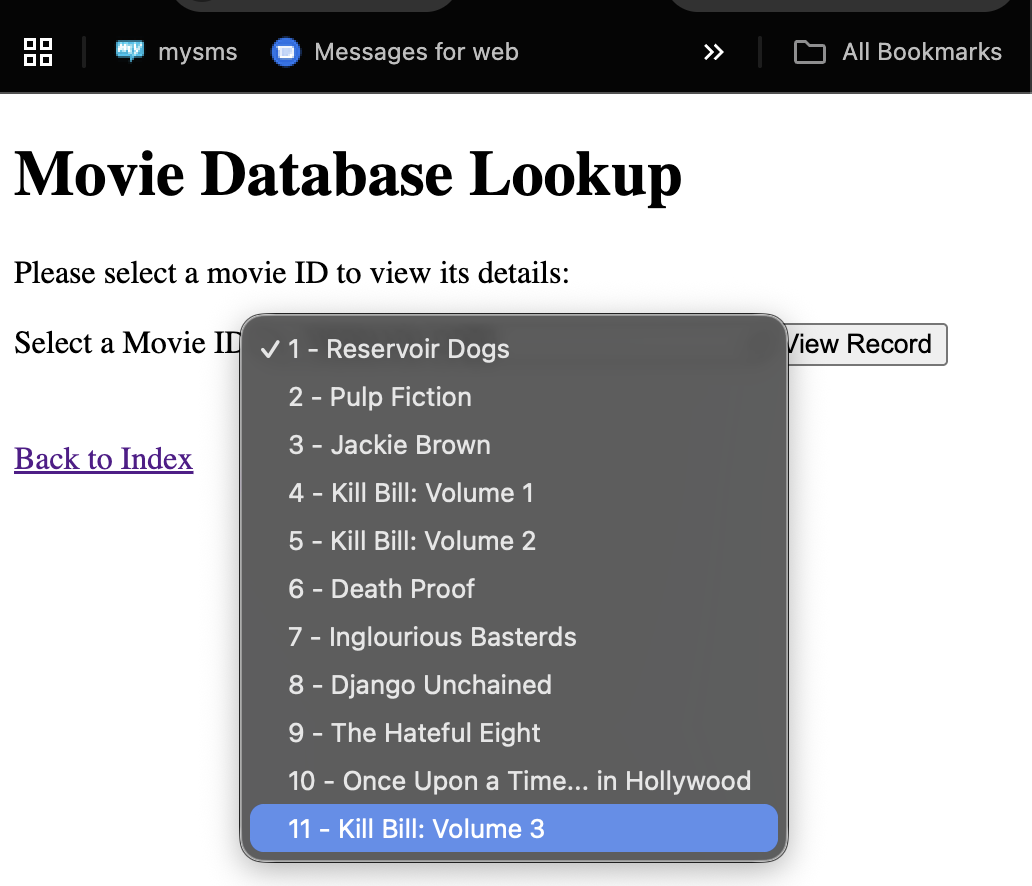 mysms Messages for web » All Bookmarks
Movie Database Lookup
Please select a movie ID to view its details:
Select a Movie ID View Record
✓ 1 - Reservoir Dogs
2 - Pulp Fiction
3 - Jackie Brown
Back to Index
4 - Kill Bill: Volume 1
5 - Kill Bill: Volume 2
6 - Death Proof
7 - Inglourious Basterds
8 - Django Unchained
9 - The Hateful Eight
10 - Once Upon a Time... in Hollywood
11 - Kill Bill: Volume 3